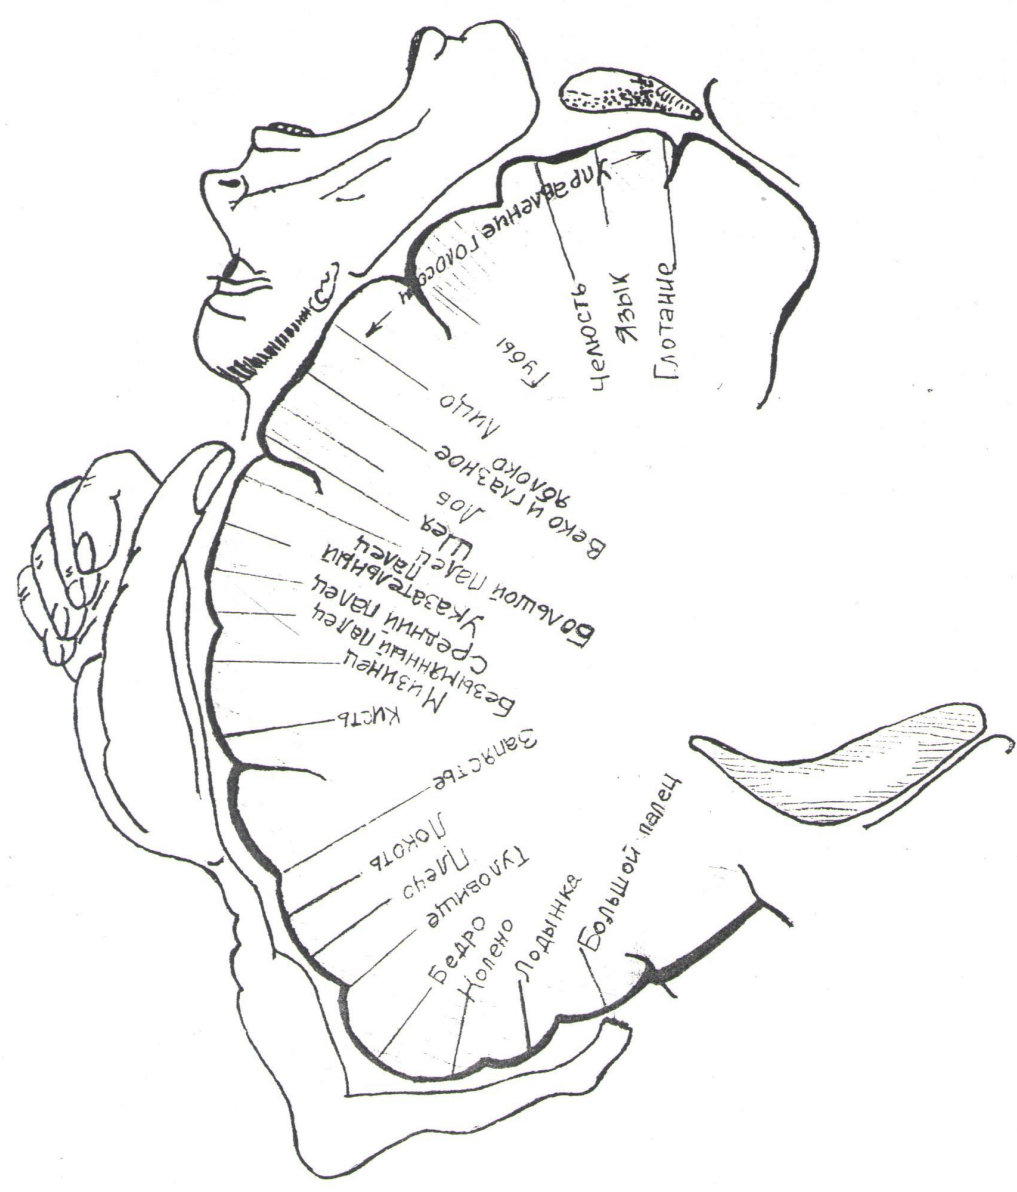 Управление голосом
Глотание
Язык
Челюсть
Губы
Лицо
Веко и глазное
яблоко
Лоб
Шея
Большой палец
Указательный палец
Средний палец
Безымянный палец
Мизинец
Кисть
Запястье
Локоть
Плечо
Туловище
Бедро
Колено
Лодыжка
Большой палец